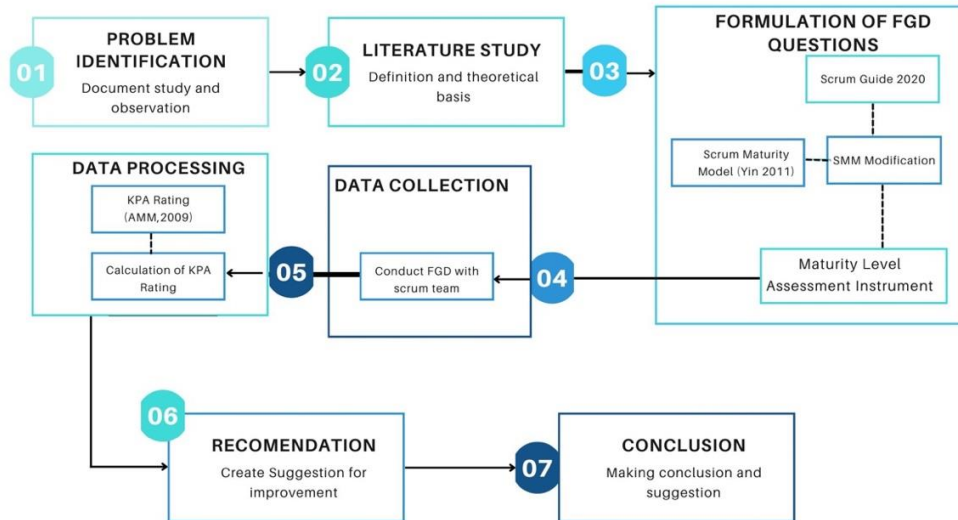 01
PROBLEM
IDENTIFICATION
Document study and
observation
02
LITERATURE STUDY
Definition and theoretical
basis
03
FORMULATION OF FGD
QUESTIONS
Scrum Guide 2020
Scrum Maturity
Model (Yin 2011)
SMM Modification
Maturity Level
Assessment Instrument
04
DATA COLLECTION
Conduct FGD with
scrum team
05
DATA PROCESSING
KPA Rating
(AMM,2009)
Calculation of KPA
Rating
06
RECOMENDATION
Create Suggestion for
improvement
07
CONCLUSION
Making conclusion and
suggestion